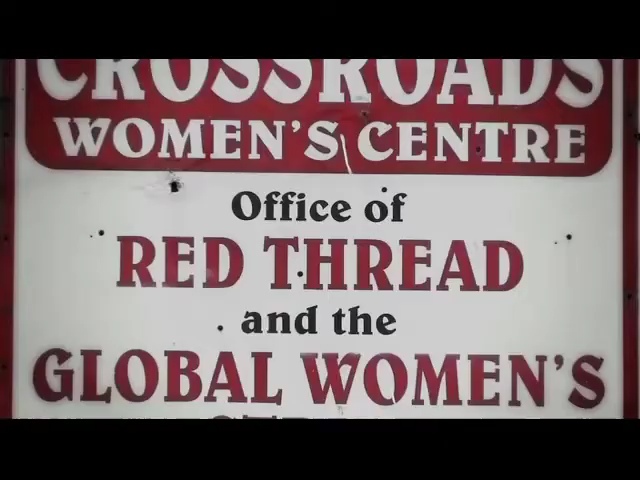 CROSSROADS
WOMEN'S CENTRE
Office of
RED THREAD
and the
GLOBAL WOMEN'S